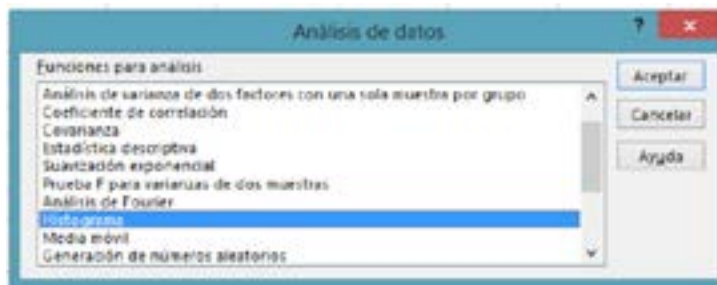 Análisis de datos
?
Funciones para análisis
Análisis de varianza de dos factores con una sola muestra por grupo
Coeficiente de correlación
Covarianza
Estadística descriptiva
Suavización exponencial
Prueba F para varianzas de dos muestras
Análisis de Fourier
Histograma
Media móvil
Generación de números aleatorios
Aceptar
Cancelar
Ayuda